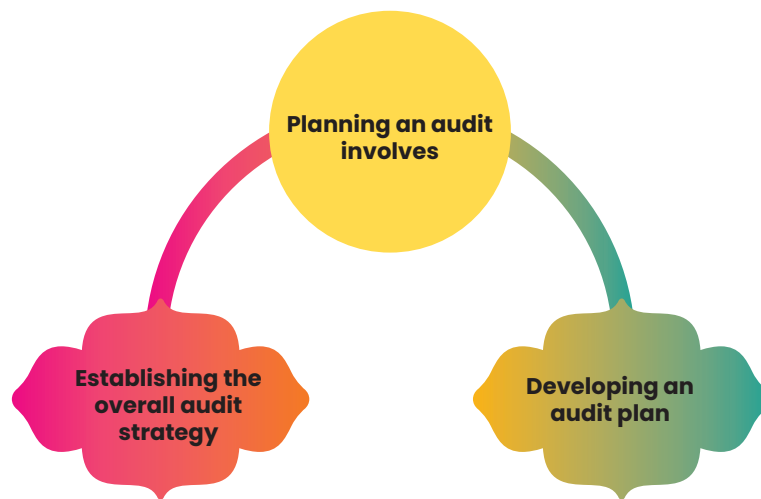 Planning an audit
involves
Establishing the
overall audit
strategy
Developing an
audit plan